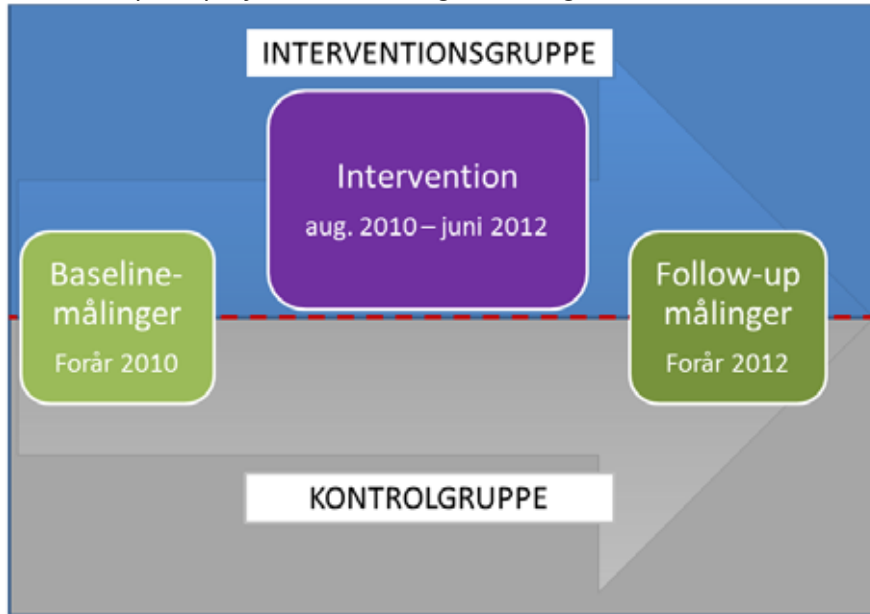 INTERVENTIONSGRUPPE
Intervention
aug. 2010 – juni 2012
Baseline-
målinger
Forår 2010
Follow-up
målinger
Forår 2012
KONTROLGRUPPE